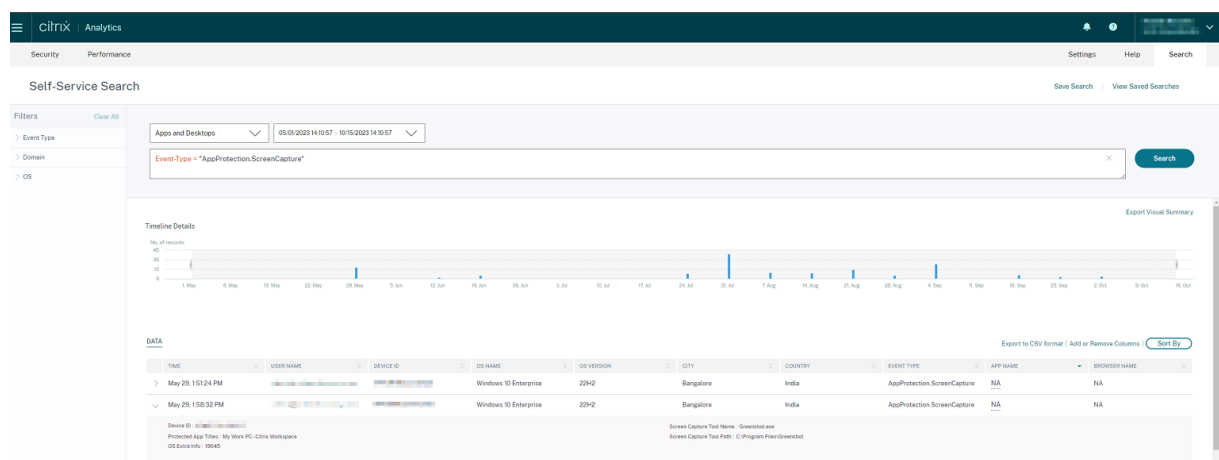 citrix | Analytics
Security Performance Settings Help Search
Self-Service Search Save Search View Saved Searches
Filters Clear All
Event Type
Domain
OS
Apps and Desktops 05/01/2023 14:10:57 - 10/15/2023 14:10:57
Event-Type = "AppProtection.ScreenCapture" Search
Export Visual Summary
Timeline Details
No. of records
45
30
15
0
1. May 8. May 15. May 22. May 29. May 5. Jun 12. Jun 19. Jun 26. Jun 3. Jul 10. Jul 17. Jul 24. Jul 31. Jul 7. Aug 14. Aug 21. Aug 28. Aug 4. Sep 11. Sep 18. Sep 25. Sep 2. Oct 9. Oct 16. Oct
DATA Export to CSV format | Add or Remove Columns | Sort By
TIME USER NAME DEVICE ID OS NAME OS VERSION CITY COUNTRY EVENT TYPE APP NAME BROWSER NAME
May 29, 1:51:24 PM Windows 10 Enterprise 22H2 Bangalore India AppProtection.ScreenCapture NA NA
May 29, 1:58:32 PM Windows 10 Enterprise 22H2 Bangalore India AppProtection.ScreenCapture NA NA
Device ID : Screen Capture Tool Name : Greenshot.exe
Protected App Titles : My Work PC - Citrix Workspace Screen Capture Tool Path : C:\Program Files\Greenshot
OS Extra Info : 19045